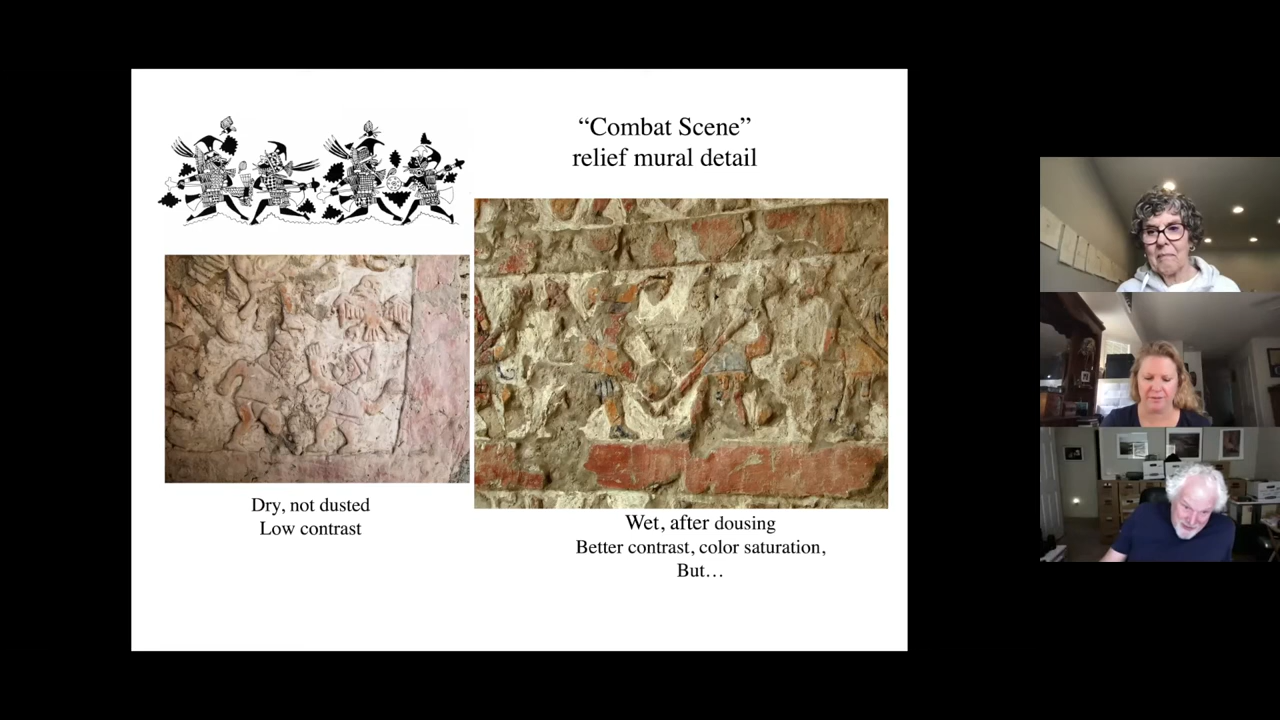 “Combat Scene”
relief mural detail
Dry, not dusted
Low contrast
Wet, after dousing
Better contrast, color saturation,
But…